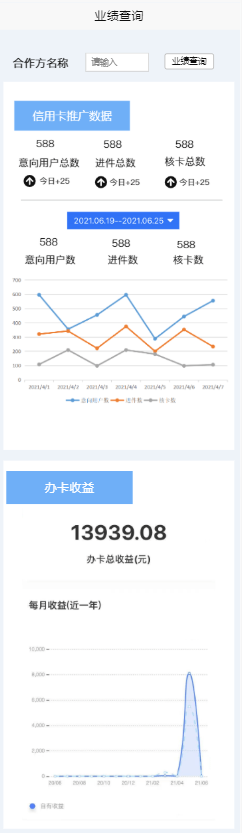 业绩查询
合作方名称 请输入 业绩查询
信用卡推广数据
588 588 588
意向用户总数 进件总数 核卡总数
今日+25 今日+25 今日+25
2021.06.19--2021.06.25
588 588 588
意向用户数 进件数 核卡数
700
600
500
400
300
200
100
0
2021/4/1 2021/4/2 2021/4/3 2021/4/4 2021/4/5 2021/4/6 2021/4/7
意向用户数 进件数 核卡数
办卡收益
13939.08
办卡总收益(元)
每月收益(近一年)
10,000
8,000
6,000
4,000
2,000
0
20/06 20/08 20/10 20/12 21/02 21/04 21/06